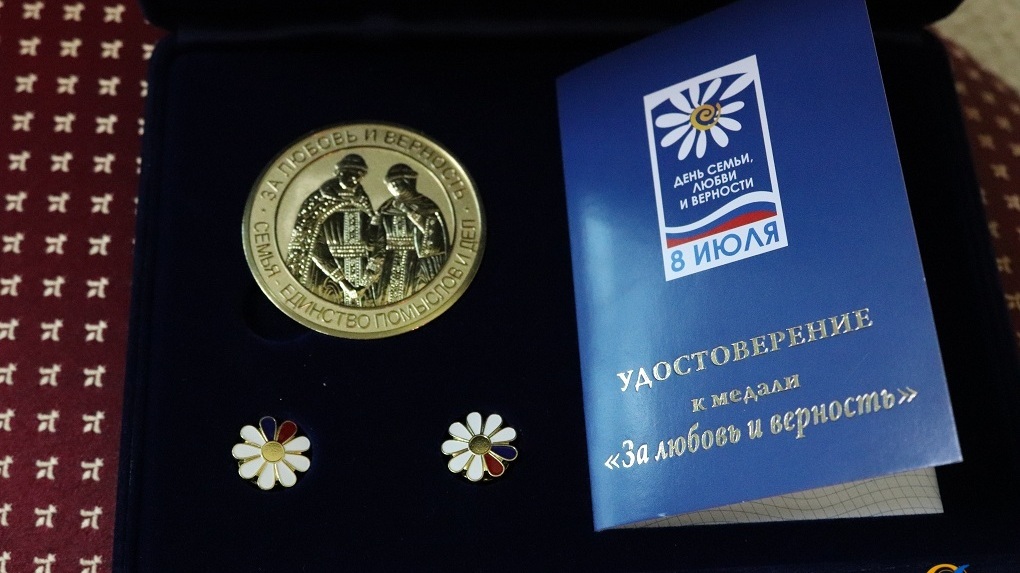 · ЗА ЛЮБОВЬ И ВЕРНОСТЬ ·
СЕМЬЯ - ЕДИНСТВО ПОМЫСЛОВ И ДЕЛ
ДЕНЬ СЕМЬИ,
ЛЮБВИ
И ВЕРНОСТИ
8 ИЮЛЯ
УДОСТОВЕРЕНИЕ
к медали
«За любовь и верность»